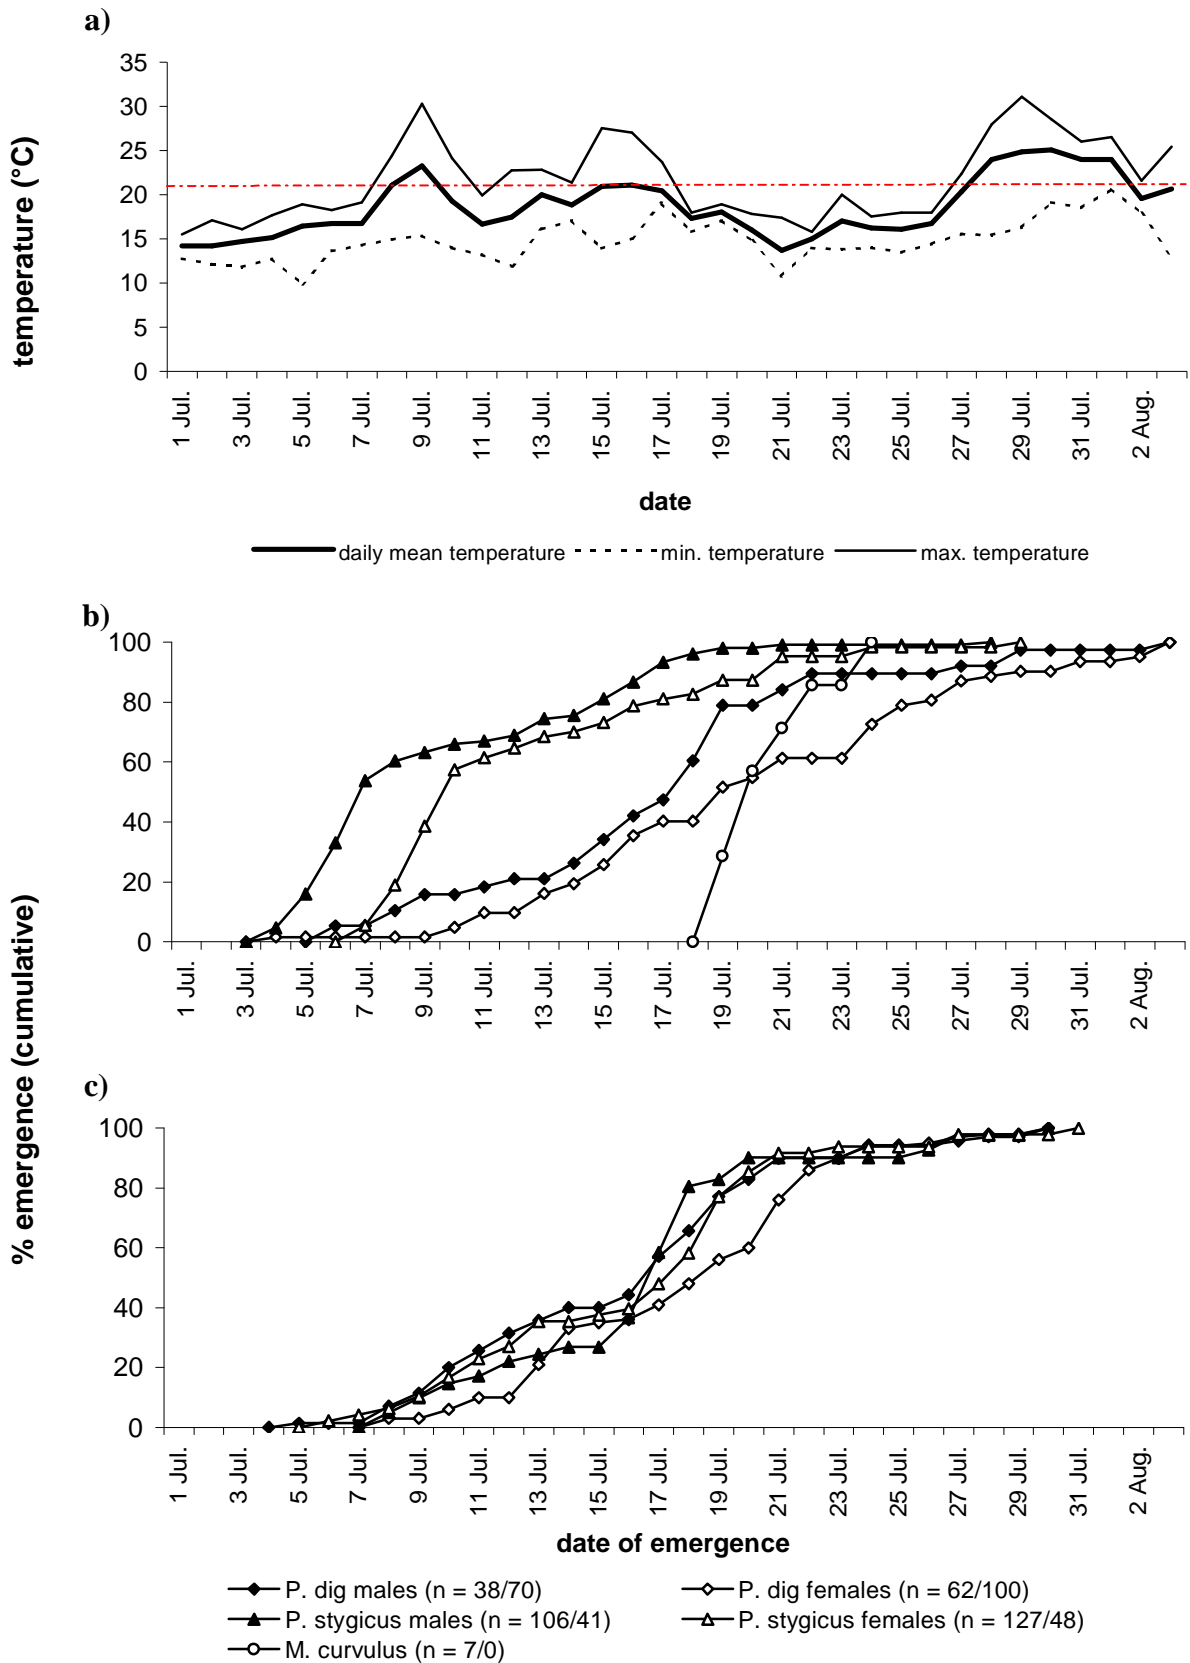 a)
temperature (°C)
35
30
25
20
15
10
5
0
1 Jul.
3 Jul.
5 Jul.
7 Jul.
9 Jul.
11 Jul.
13 Jul.
15 Jul.
17 Jul.
19 Jul.
21 Jul.
23 Jul.
25 Jul.
27 Jul.
29 Jul.
31 Jul.
2 Aug.
date
daily mean temperature min. temperature max. temperature
b)
% emergence (cumulative)
100
80
60
40
20
0
1 Jul.
3 Jul.
5 Jul.
7 Jul.
9 Jul.
11 Jul.
13 Jul.
15 Jul.
17 Jul.
19 Jul.
21 Jul.
23 Jul.
25 Jul.
27 Jul.
29 Jul.
31 Jul.
2 Aug.
c)
100
80
60
40
20
0
1 Jul.
3 Jul.
5 Jul.
7 Jul.
9 Jul.
11 Jul.
13 Jul.
15 Jul.
17 Jul.
19 Jul.
21 Jul.
23 Jul.
25 Jul.
27 Jul.
29 Jul.
31 Jul.
2 Aug.
date of emergence
P. dig males (n = 38/70) P. dig females (n = 62/100)
P. stygicus males (n = 106/41) P. stygicus females (n = 127/48)
M. curvulus (n = 7/0)